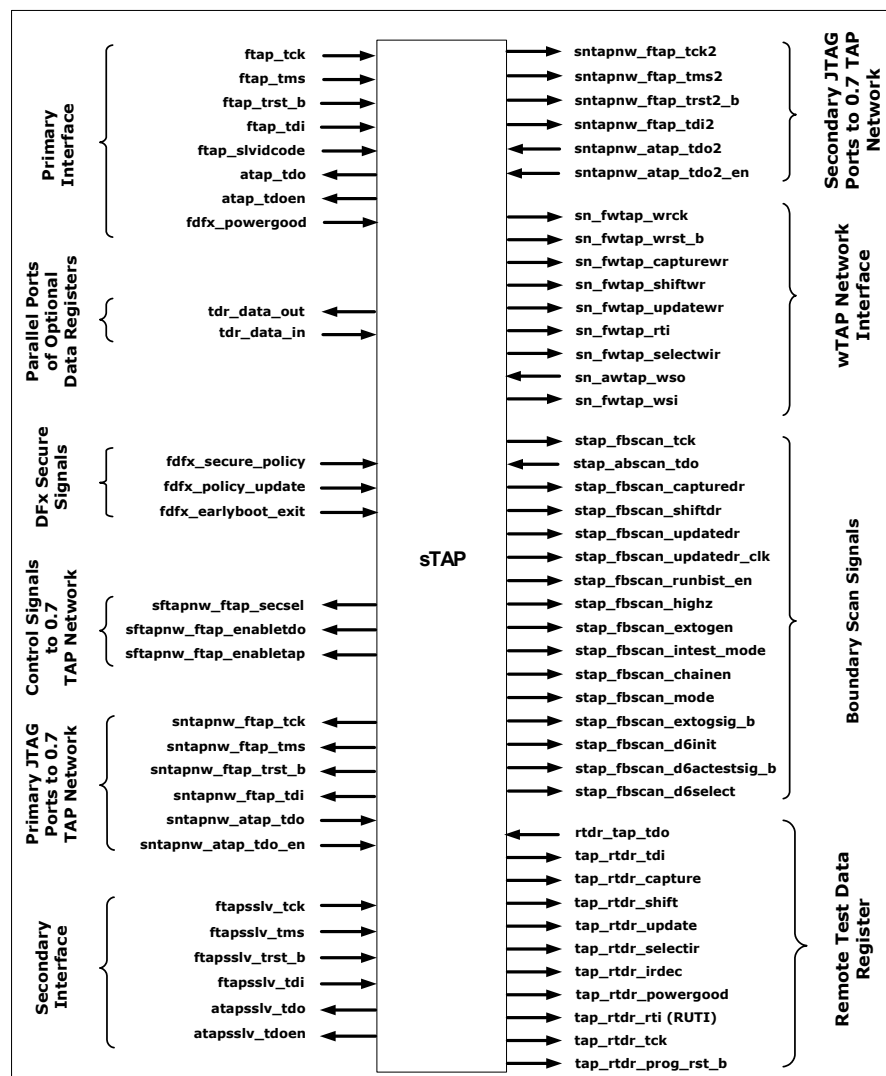 Primary
Interface
ftap_tck
ftap_tms
ftap_trst_b
ftap_tdi
ftap_slvidcode
atap_tdo
atap_tdoen
fdfx_powergood
Parallel Ports
of Optional
Data Registers
tdr_data_out
tdr_data_in
DFx Secure
Signals
fdfx_secure_policy
fdfx_policy_update
fdfx_earlyboot_exit
Control Signals
to 0.7
TAP Network
sftapnw_ftap_secsel
sftapnw_ftap_enabletdo
sftapnw_ftap_enabletap
Primary JTAG
Ports to 0.7
TAP Network
sntapnw_ftap_tck
sntapnw_ftap_tms
sntapnw_ftap_trst_b
sntapnw_ftap_tdi
sntapnw_atap_tdo
sntapnw_atap_tdo_en
Secondary
Interface
ftapsslv_tck
ftapsslv_tms
ftapsslv_trst_b
ftapsslv_tdi
atapsslv_tdo
atapsslv_tdoen
sTAP
sntapnw_ftap_tck2
sntapnw_ftap_tms2
sntapnw_ftap_trst2_b
sntapnw_ftap_tdi2
sntapnw_atap_tdo2
sntapnw_atap_tdo2_en
Secondary JTAG
Ports to 0.7 TAP
Network
sn_fwtap_wrck
sn_fwtap_wrst_b
sn_fwtap_capturewr
sn_fwtap_shiftwr
sn_fwtap_updatewr
sn_fwtap_rti
sn_fwtap_selectwir
sn_awtap_wso
sn_fwtap_wsi
wTAP Network
Interface
stap_fbscan_tck
stap_abscan_tdo
stap_fbscan_capturedr
stap_fbscan_shiftdr
stap_fbscan_updatedr
stap_fbscan_updatedr_clk
stap_fbscan_runbist_en
stap_fbscan_highz
stap_fbscan_extogen
stap_fbscan_intest_mode
stap_fbscan_chainen
stap_fbscan_mode
stap_fbscan_extogsig_b
stap_fbscan_d6init
stap_fbscan_d6actestsig_b
stap_fbscan_d6select
Boundary Scan Signals
rtdr_tap_tdo
tap_rtdr_tdi
tap_rtdr_capture
tap_rtdr_shift
tap_rtdr_update
tap_rtdr_selectir
tap_rtdr_irdec
tap_rtdr_powergood
tap_rtdr_rti (RUTI)
tap_rtdr_tck
tap_rtdr_prog_rst_b
Remote Test Data
Register